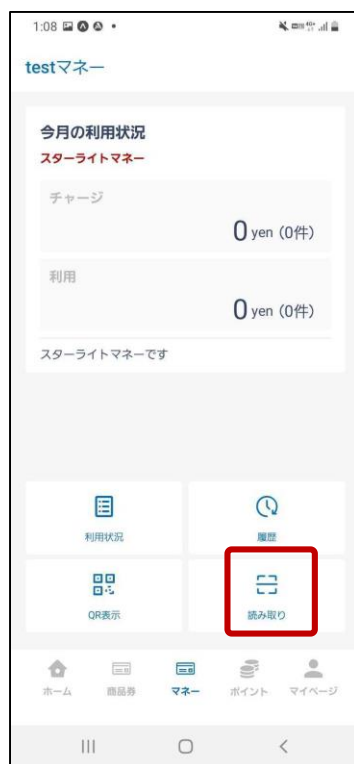 1:08
testマネー
今月の利用状況
スターライトマネー
チャージ
0 yen (0件)
利用
0 yen (0件)
スターライトマネーです
利用状況
履歴
QR表示
読み取り
ホーム
商品券
マネー
ポイント
マイページ